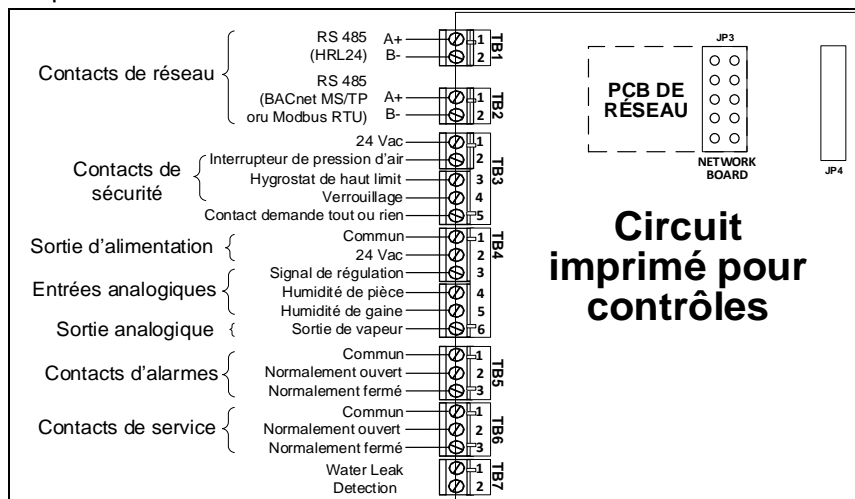 Contacts de réseau
RS 485
(HRL24)
A+
B-
1
2
TB1
RS 485
(BACnet MS/TP
oru Modbus RTU)
A+
B-
1
2
TB2
Contacts de
sécurité
24 Vac
1
Interrupteur de pression d'air
2
Hygrostat de haut limit
3
Verrouillage
4
Contact demande tout ou rien
5
TB3
Sortie d'alimentation
Commun
1
24 Vac
2
Entrées analogiques
Signal de régulation
3
Humidité de pièce
4
Humidité de gaine
5
Sortie analogique
Sortie de vapeur
6
TB4
Contacts d'alarmes
Commun
1
Normalement ouvert
2
Normalement fermé
3
TB5
Contacts de service
Commun
1
Normalement ouvert
2
Normalement fermé
3
TB6
Water Leak
Detection
1
2
TB7
PCB DE
RÉSEAU
JP3
NETWORK
BOARD
JP4
Circuit
imprimé pour
contrôles